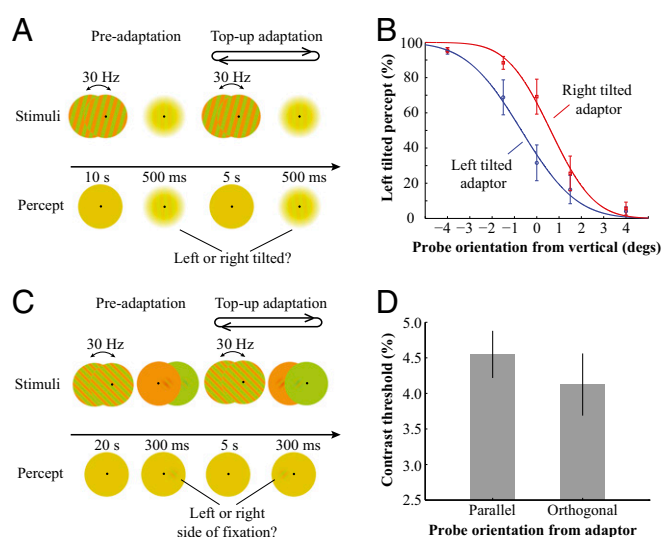 A
Pre-adaptation
Top-up adaptation
30 Hz
30 Hz
Stimuli
10 s
500 ms
5 s
500 ms
Percept
Left or right tilted?
B
Left tilted percept (%)
100
80
60
40
20
0
Right tilted
adaptor
Left tilted
adaptor
−4
−3
−2
−1
0
1
2
3
4
5
Probe orientation from vertical (degs)
C
Pre-adaptation
Top-up adaptation
30 Hz
30 Hz
Stimuli
20 s
300 ms
5 s
300 ms
Percept
Left or right
side of fixation?
D
Contrast threshold (%)
5.0
4.5
4.0
3.5
3.0
2.5
Parallel
Orthogonal
Probe orientation from adaptor